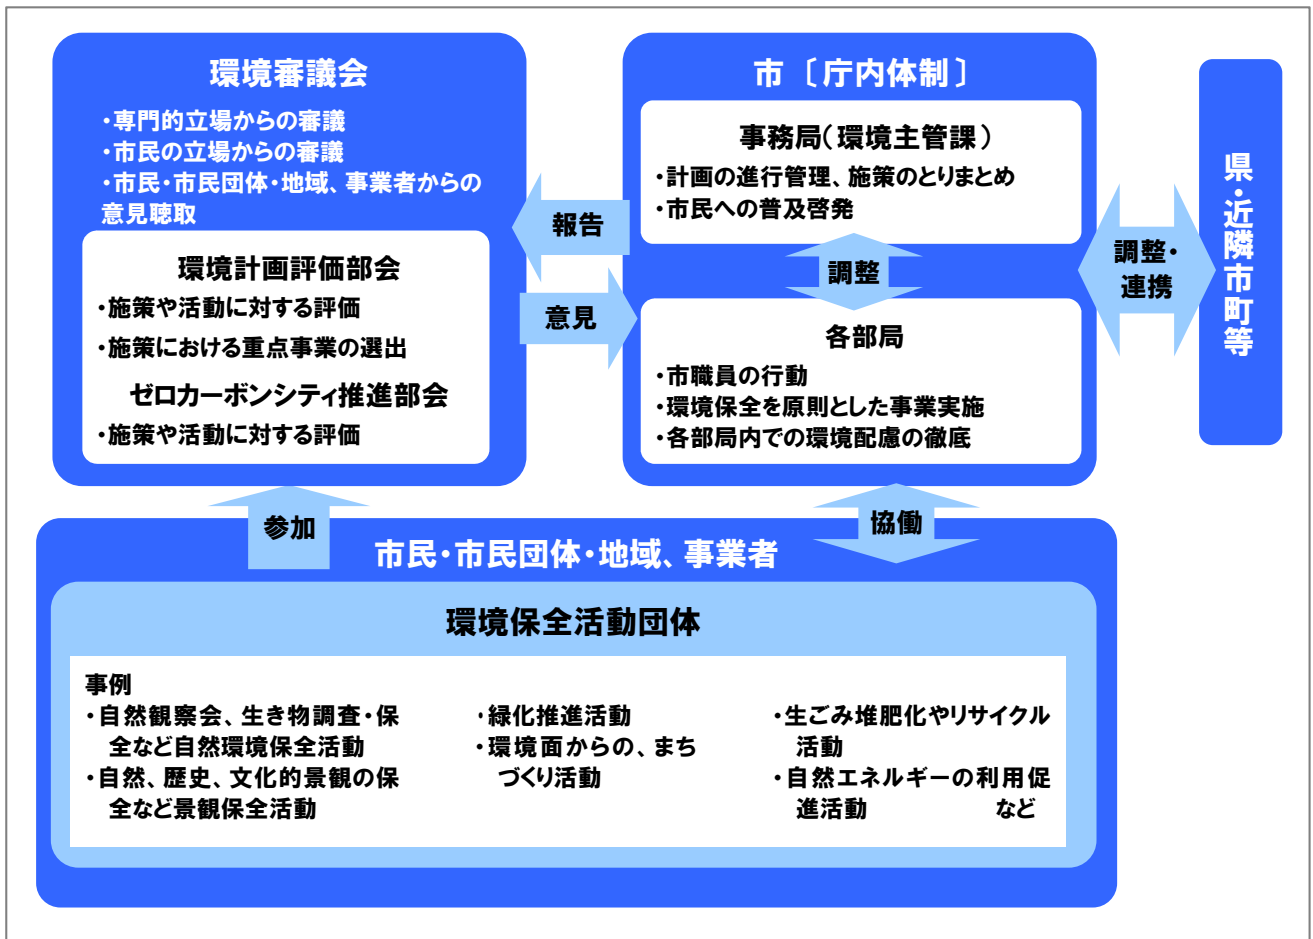 環境審議会
・専門的立場からの審議
・市民の立場からの審議
・市民・市民団体・地域、事業者からの
意見聴取
環境計画評価部会
・施策や活動に対する評価
・施策における重点事業の選出
ゼロカーボンシティ推進部会
・施策や活動に対する評価
報告
意見
市〔庁内体制〕
事務局(環境主管課)
・計画の進行管理、施策のとりまとめ
・市民への普及啓発
調整
各部局
・市職員の行動
・環境保全を原則とした事業実施
・各部局内での環境配慮の徹底
調整・
連携
県・近隣市町等
参加
協働
市民・市民団体・地域、事業者
環境保全活動団体
事例
・自然観察会、生き物調査・保
全など自然環境保全活動
・自然、歴史、文化的景観の保
全など景観保全活動
・緑化推進活動
・環境面からの、まち
づくり活動
・生ごみ堆肥化やリサイクル
活動
・自然エネルギーの利用促
進活動 など